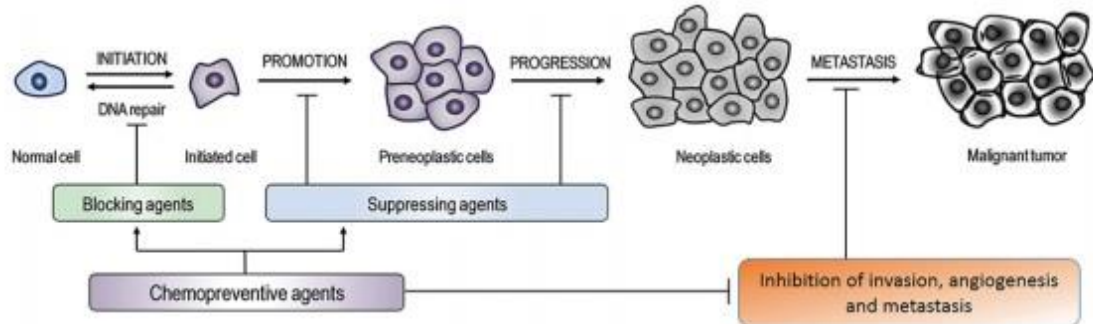 INITIATION
PROMOTION
PROGRESSION
METASTASIS
DNA repair
Normal cell
Initiated cell
Preneoplastic cells
Neoplastic cells
Malignant tumor
Blocking agents
Suppressing agents
Chemopreventive agents
Inhibition of invasion, angiogenesis
and metastasis